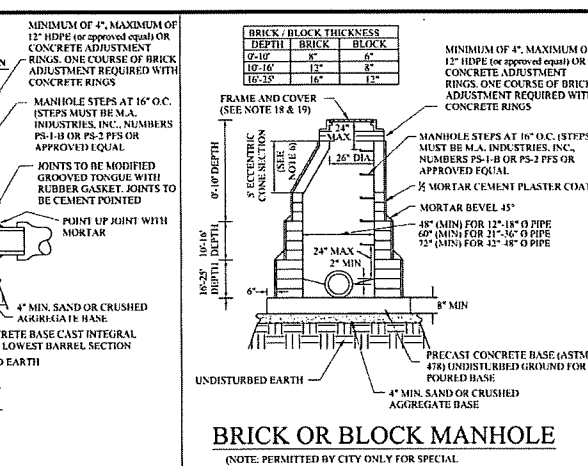 MINIMUM OF 4", MAXIMUM OF
12" HDPE (or approved equal) OR
CONCRETE ADJUSTMENT
RINGS. ONE COURSE OF BRICK
ADJUSTMENT REQUIRED WITH
CONCRETE RINGS
MANHOLE STEPS AT 16" O.C.
(STEPS MUST BE M.A.
INDUSTRIES, INC., NUMBERS
PS-1-B OR PS-2 PFS OR
APPROVED EQUAL
JOINTS TO BE MODIFIED
GROOVED TONGUE WITH
RUBBER GASKET. JOINTS TO
BE CEMENT POINTED
POINT UP JOINT WITH
MORTAR
4" MIN. SAND OR CRUSHED
AGGREGATE BASE
RETE BASE CAST INTEGRAL
LOWEST BARREL SECTION
EARTH
BRICK / BLOCK THICKNESS
DEPTH BRICK BLOCK
0'-10' 8" 6"
10'-16' 12" 8"
16'-25' 16" 12"
FRAME AND COVER
(SEE NOTE 18 & 19)
24"
MAX
26" DIA.
0'-10' DEPTH
5' ECCENTRIC
CONE SECTION
(SEE
NOTE 6)
10'-16'
DEPTH
16'-25'
DEPTH
24" MAX
2" MIN
6"
MINIMUM OF 4", MAXIMUM O
12" HDPE (or approved equal) OR
CONCRETE ADJUSTMENT
RINGS. ONE COURSE OF BRICK
ADJUSTMENT REQUIRED WITH
CONCRETE RINGS
MANHOLE STEPS AT 16" O.C. (STEPS
MUST BE M.A. INDUSTRIES, INC.,
NUMBERS PS-1-B OR PS-2 PFS OR
APPROVED EQUAL
½ MORTAR CEMENT PLASTER COAT
MORTAR BEVEL 45°
48" (MIN) FOR 12"-18" Ø PIPE
60" (MIN) FOR 21"-36" Ø PIPE
72" (MIN) FOR 42"-48" Ø PIPE
8" MIN
PRECAST CONCRETE BASE (ASTM
478) UNDISTURBED GROUND FOR
POURED BASE
UNDISTURBED EARTH
4" MIN. SAND OR CRUSHED
AGGREGATE BASE
BRICK OR BLOCK MANHOLE
(NOTE: PERMITTED BY CITY ONLY FOR SPECIAL